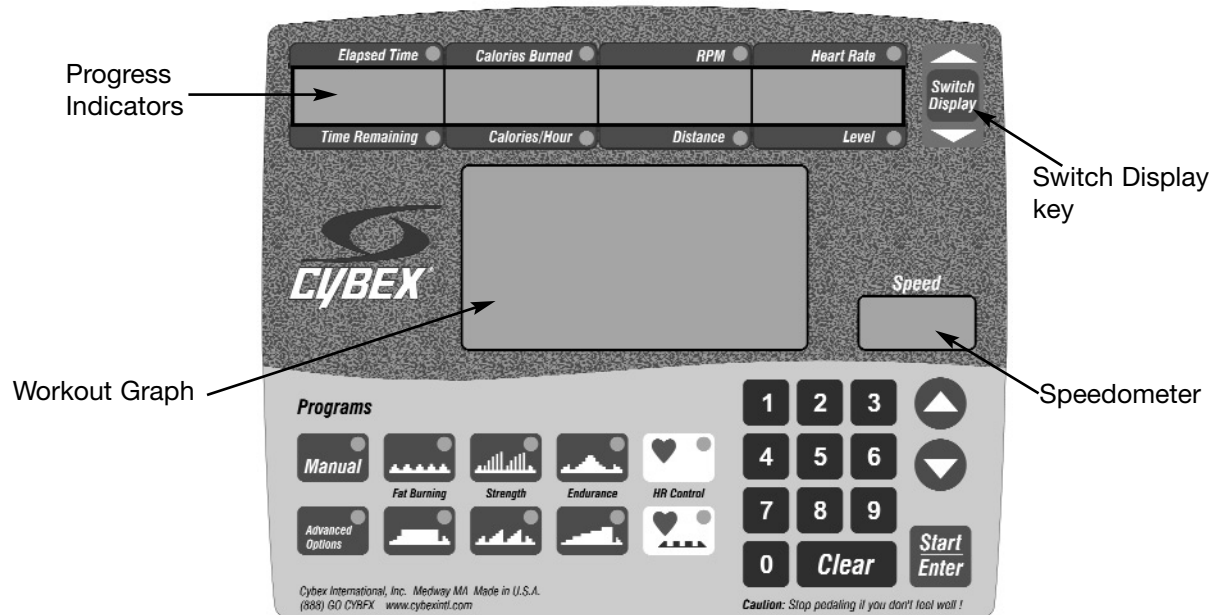 Elapsed Time Calories Burned RPM Heart Rate
Progress
Indicators
Switch
Display
Time Remaining Calories/Hour Distance Level
Switch Display
key
CYBEX
Speed
Workout Graph
Speedometer
Programs
1 2 3
Manual
4 5 6
Fat Burning Strength Endurance HR Control
7 8 9
Advanced
Options
Start
Enter
0 Clear
Cybex International, Inc. Medway MA Made in U.S.A.
(888) GO CYBEX www.cybexintl.com
Caution: Stop pedaling if you don't feel well !